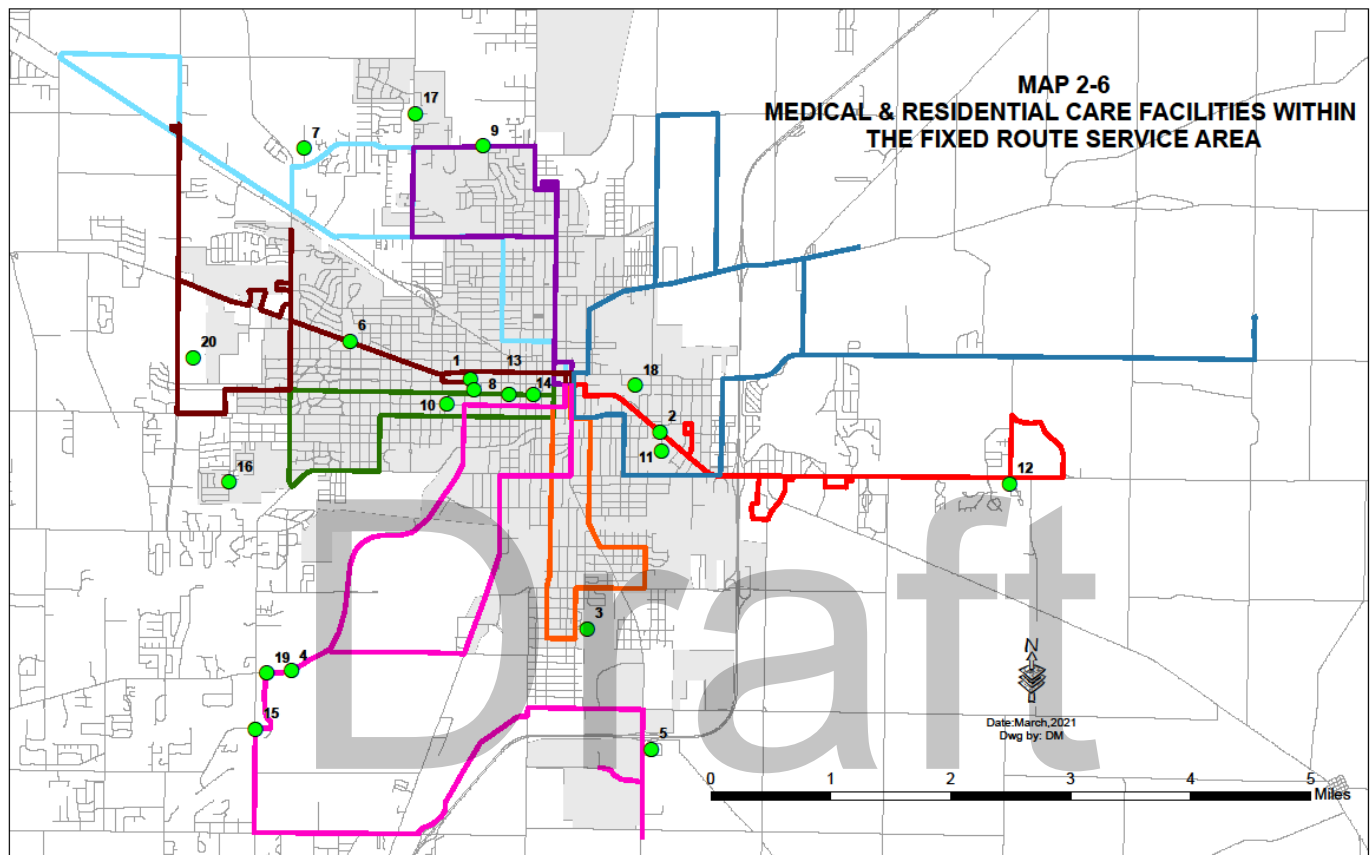 MAP 2-6
MEDICAL & RESIDENTIAL CARE FACILITIES WITHIN
THE FIXED ROUTE SERVICE AREA
17
7
9
6
20
1
13
18
8
14
10
2
11
16
12
Draft
3
N
19
4
15
Date:March,2021
Dwg by: DM
5
0 1 2 3 4 5
Miles